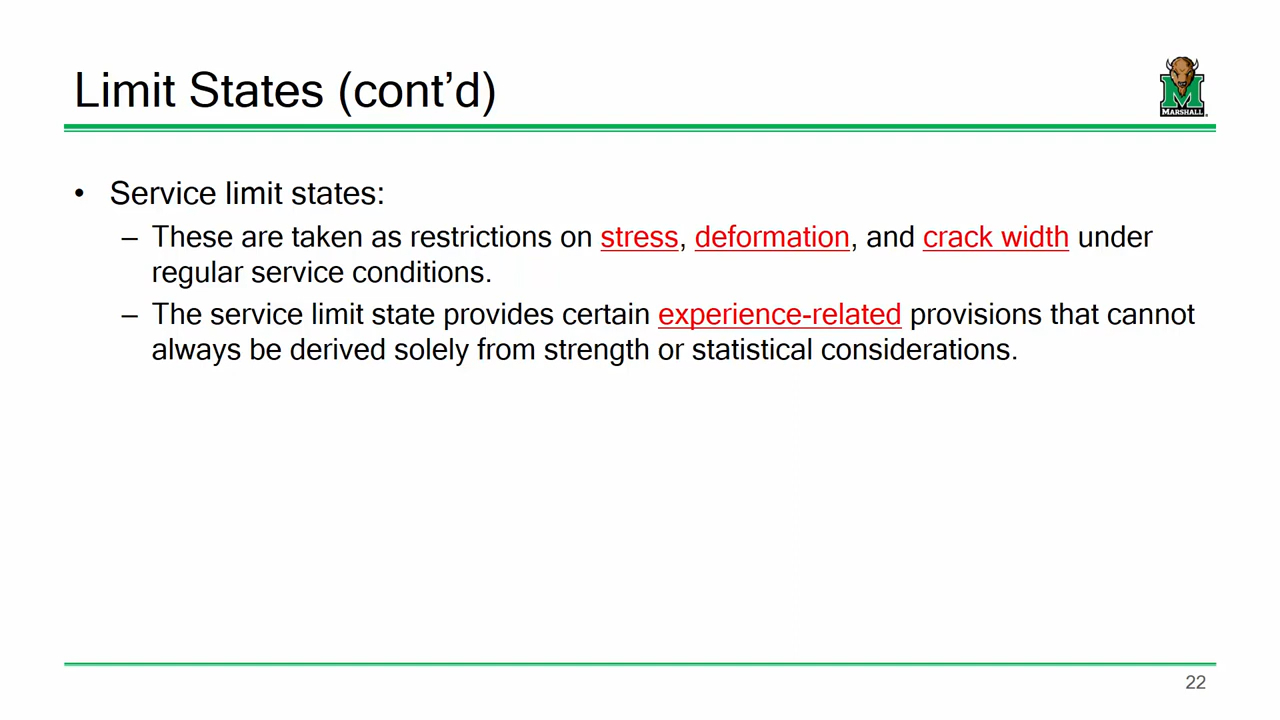 Limit States (cont’d)
MARSHALL
• Service limit states:
– These are taken as restrictions on stress, deformation, and crack width under
regular service conditions.
– The service limit state provides certain experience-related provisions that cannot
always be derived solely from strength or statistical considerations.
22